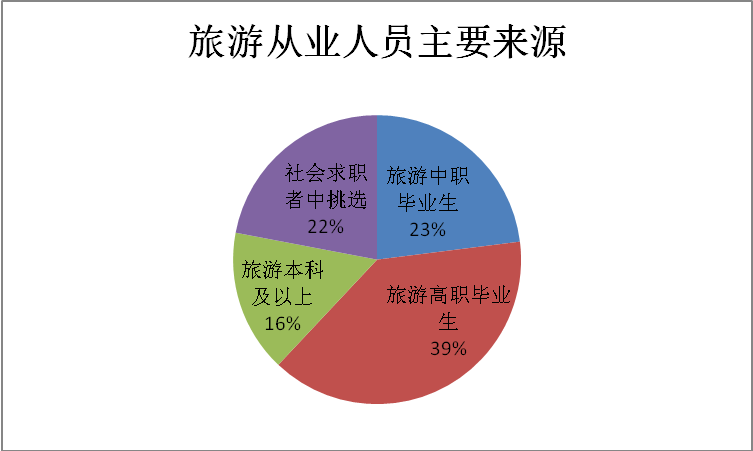 旅游从业人员主要来源
社会求职
者中挑选
22%
旅游中职
毕业生
23%
旅游本科
及以上
16%
旅游高职毕业
生
39%